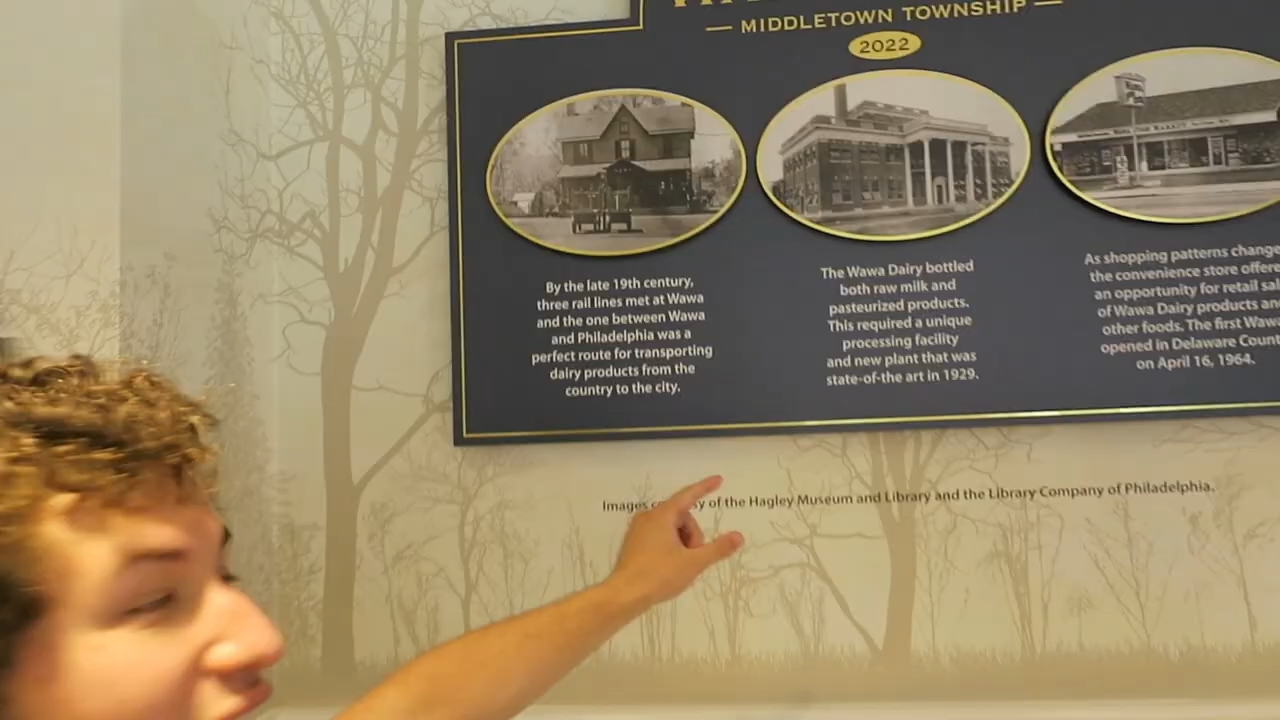 — MIDDLETOWN TOWNSHIP —
2022
By the late 19th century,
three rail lines met at Wawa
and the one between Wawa
and Philadelphia was a
perfect route for transporting
dairy products from the
country to the city.
The Wawa Dairy bottled
both raw milk and
pasteurized products.
This required a unique
processing facility
and new plant that was
state-of-the art in 1929.
As shopping patterns change
the convenience store offere
an opportunity for retail sal
of Wawa Dairy products an
other foods. The first Waw
opened in Delaware Count
on April 16, 1964.
Images of the Hagley Museum and Library and the Library Company of Philadelphia.